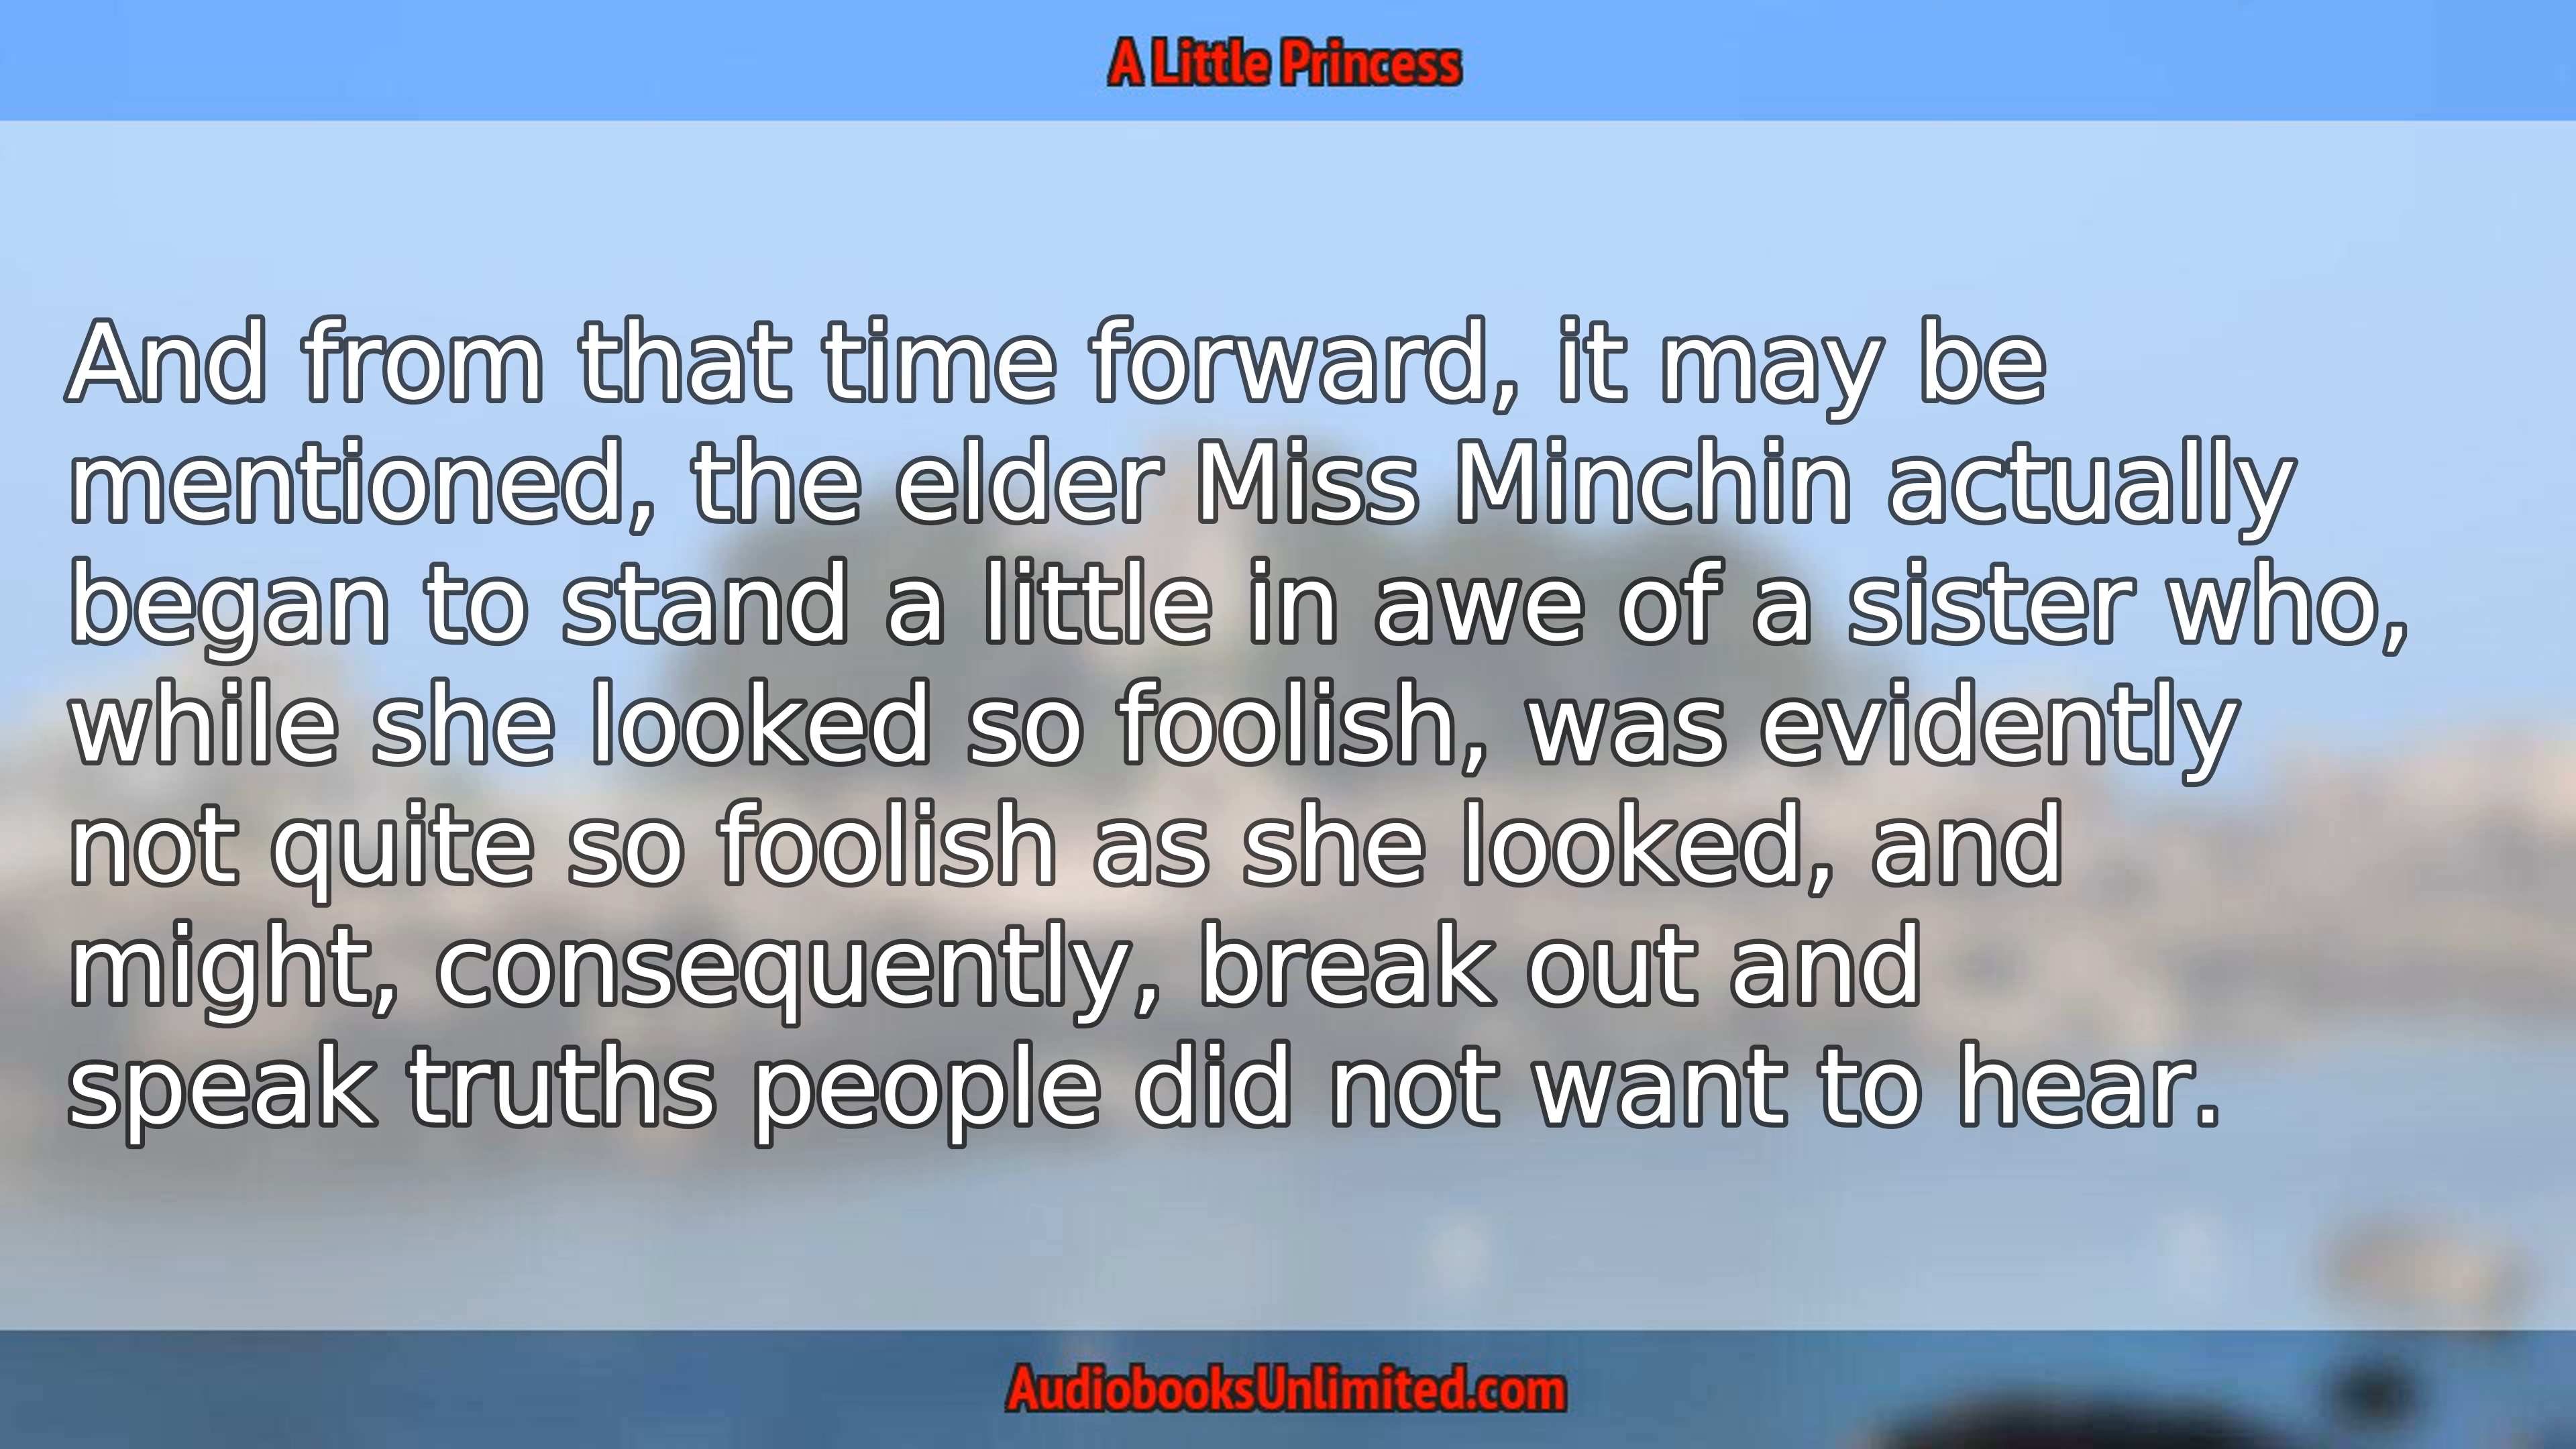 A Little Princess
And from that time forward, it may be
mentioned, the elder Miss Minchin actually
began to stand a little in awe of a sister who,
while she looked so foolish, was evidently
not quite so foolish as she looked, and
might, consequently, break out and
speak truths people did not want to hear.
AudiobooksUnlimited.com